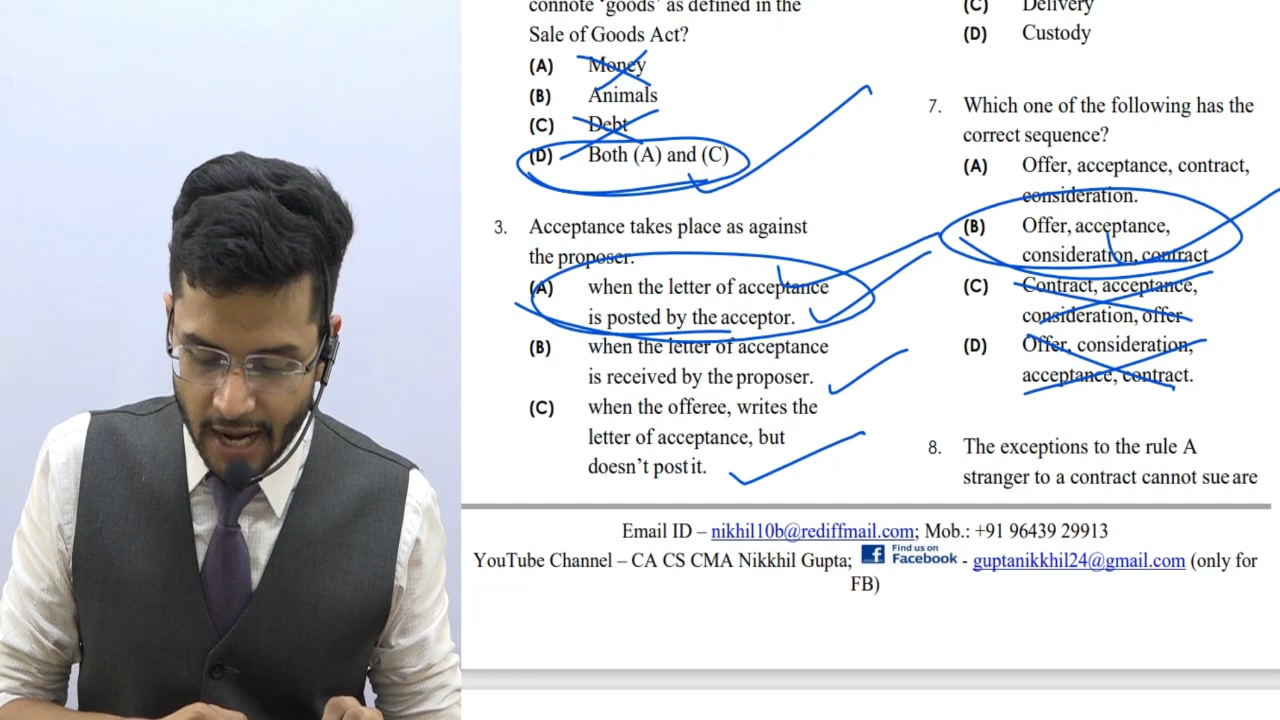 connote ‘goods’ as defined in the
Sale of Goods Act?
(A) Money
(B) Animals
(C) Debt
(D) Both (A) and (C)
3. Acceptance takes place as against
the proposer.
(A) when the letter of acceptance
is posted by the acceptor.
(B) when the letter of acceptance
is received by the proposer.
(C) when the offeree, writes the
letter of acceptance, but
doesn’t post it.
(C) Delivery
(D) Custody
7. Which one of the following has the
correct sequence?
(A) Offer, acceptance, contract,
consideration.
(B) Offer, acceptance,
consideration, contract
(C) Contract, acceptance,
consideration, offer
(D) Offer, consideration,
acceptance, contract.
8. The exceptions to the rule A
stranger to a contract cannot sue are
Email ID – nikhil10b@rediffmail.com; Mob.: +91 96439 29913
YouTube Channel – CA CS CMA Nikkhil Gupta; Find us on Facebook - guptanikkhil24@gmail.com (only for
FB)